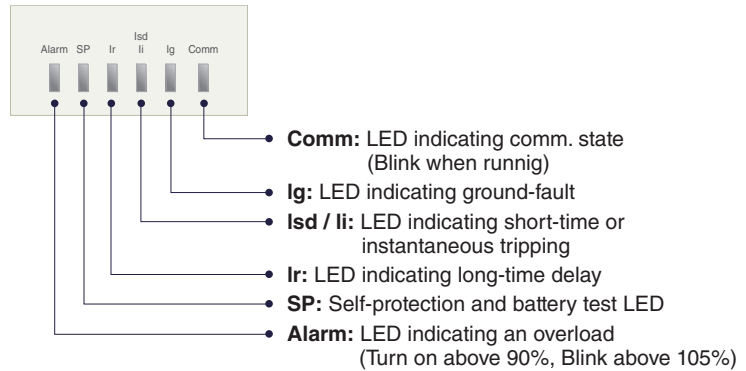 Isd
Alarm SP Ir Ii Ig Comm
Comm: LED indicating comm. state
(Blink when runnig)
Ig: LED indicating ground-fault
Isd / Ii: LED indicating short-time or
instantaneous tripping
Ir: LED indicating long-time delay
SP: Self-protection and battery test LED
Alarm: LED indicating an overload
(Turn on above 90%, Blink above 105%)